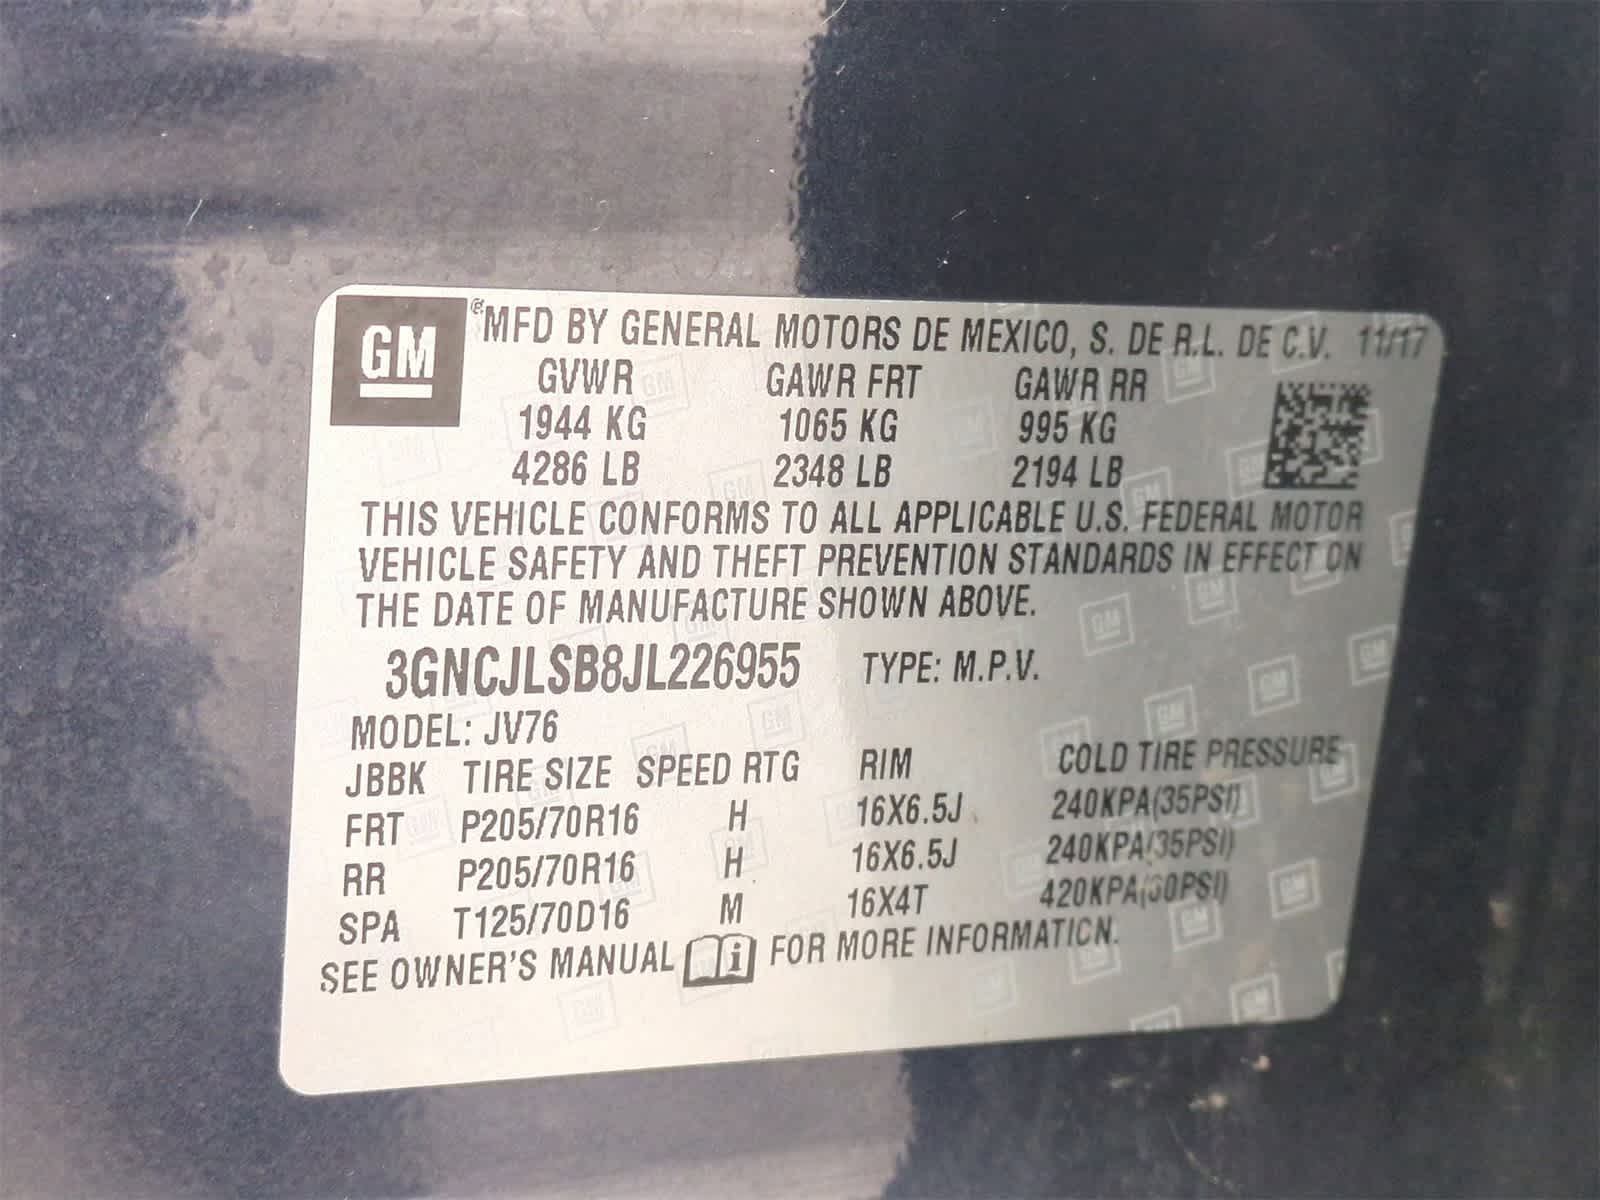 GM
MFD BY GENERAL MOTORS DE MEXICO, S. DE R.L. DE C.V. 11/17
GVWR GAWR FRT GAWR RR
1944 KG 1065 KG 995 KG
4286 LB 2348 LB 2194 LB
THIS VEHICLE CONFORMS TO ALL APPLICABLE U.S. FEDERAL MOTOR
VEHICLE SAFETY AND THEFT PREVENTION STANDARDS IN EFFECT ON
THE DATE OF MANUFACTURE SHOWN ABOVE.
3GNCJLSB8JL226955 TYPE: M.P.V.
MODEL: JV76
JBBK TIRE SIZE SPEED RTG RIM COLD TIRE PRESSURE
FRT P205/70R16 H 16X6.5J 240KPA(35PSI)
RR P205/70R16 H 16X6.5J 240KPA(35PSI)
SPA T125/70D16 M 16X4T 420KPA(60PSI)
SEE OWNER'S MANUAL i FOR MORE INFORMATION.